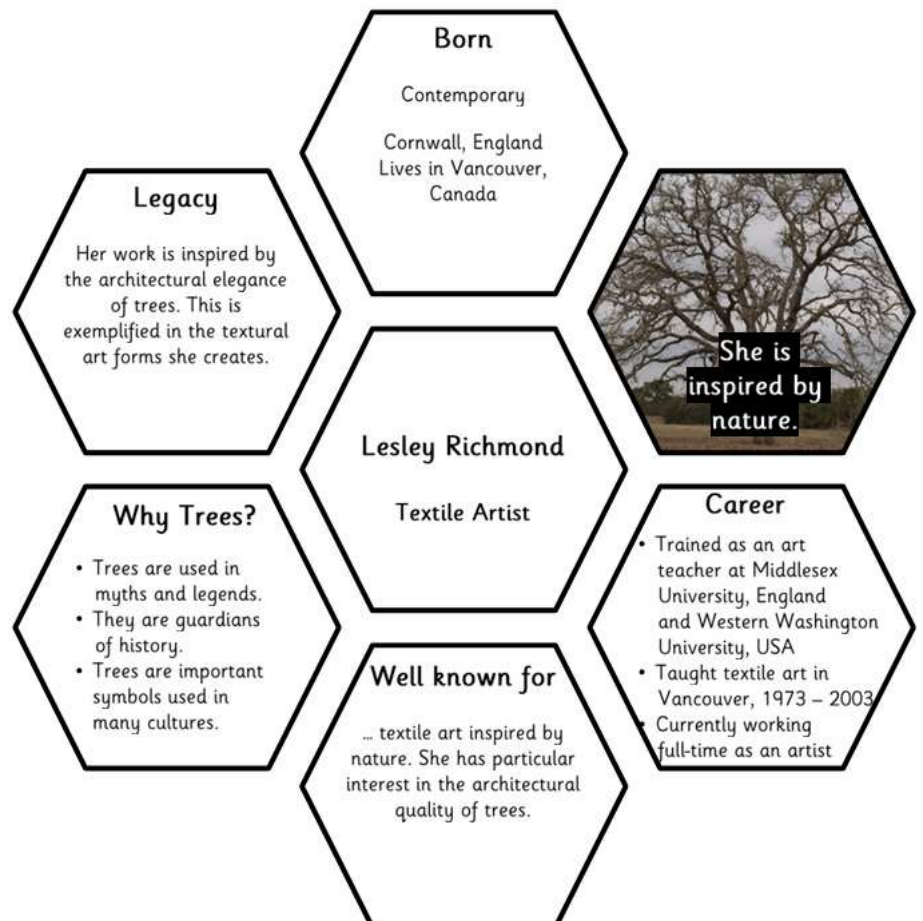 Born
Contemporary
Cornwall, England
Lives in Vancouver,
Canada
Legacy
Her work is inspired by
the architectural elegance
of trees. This is
exemplified in the textural
art forms she creates.
She is
inspired by
nature.
Lesley Richmond
Textile Artist
Why Trees?
• Trees are used in
myths and legends.
• They are guardians
of history.
• Trees are important
symbols used in
many cultures.
Career
• Trained as an art
teacher at Middlesex
University, England
and Western Washington
University, USA
• Taught textile art in
Vancouver, 1973 – 2003
• Currently working
full-time as an artist
Well known for
... textile art inspired by
nature. She has particular
interest in the architectural
quality of trees.